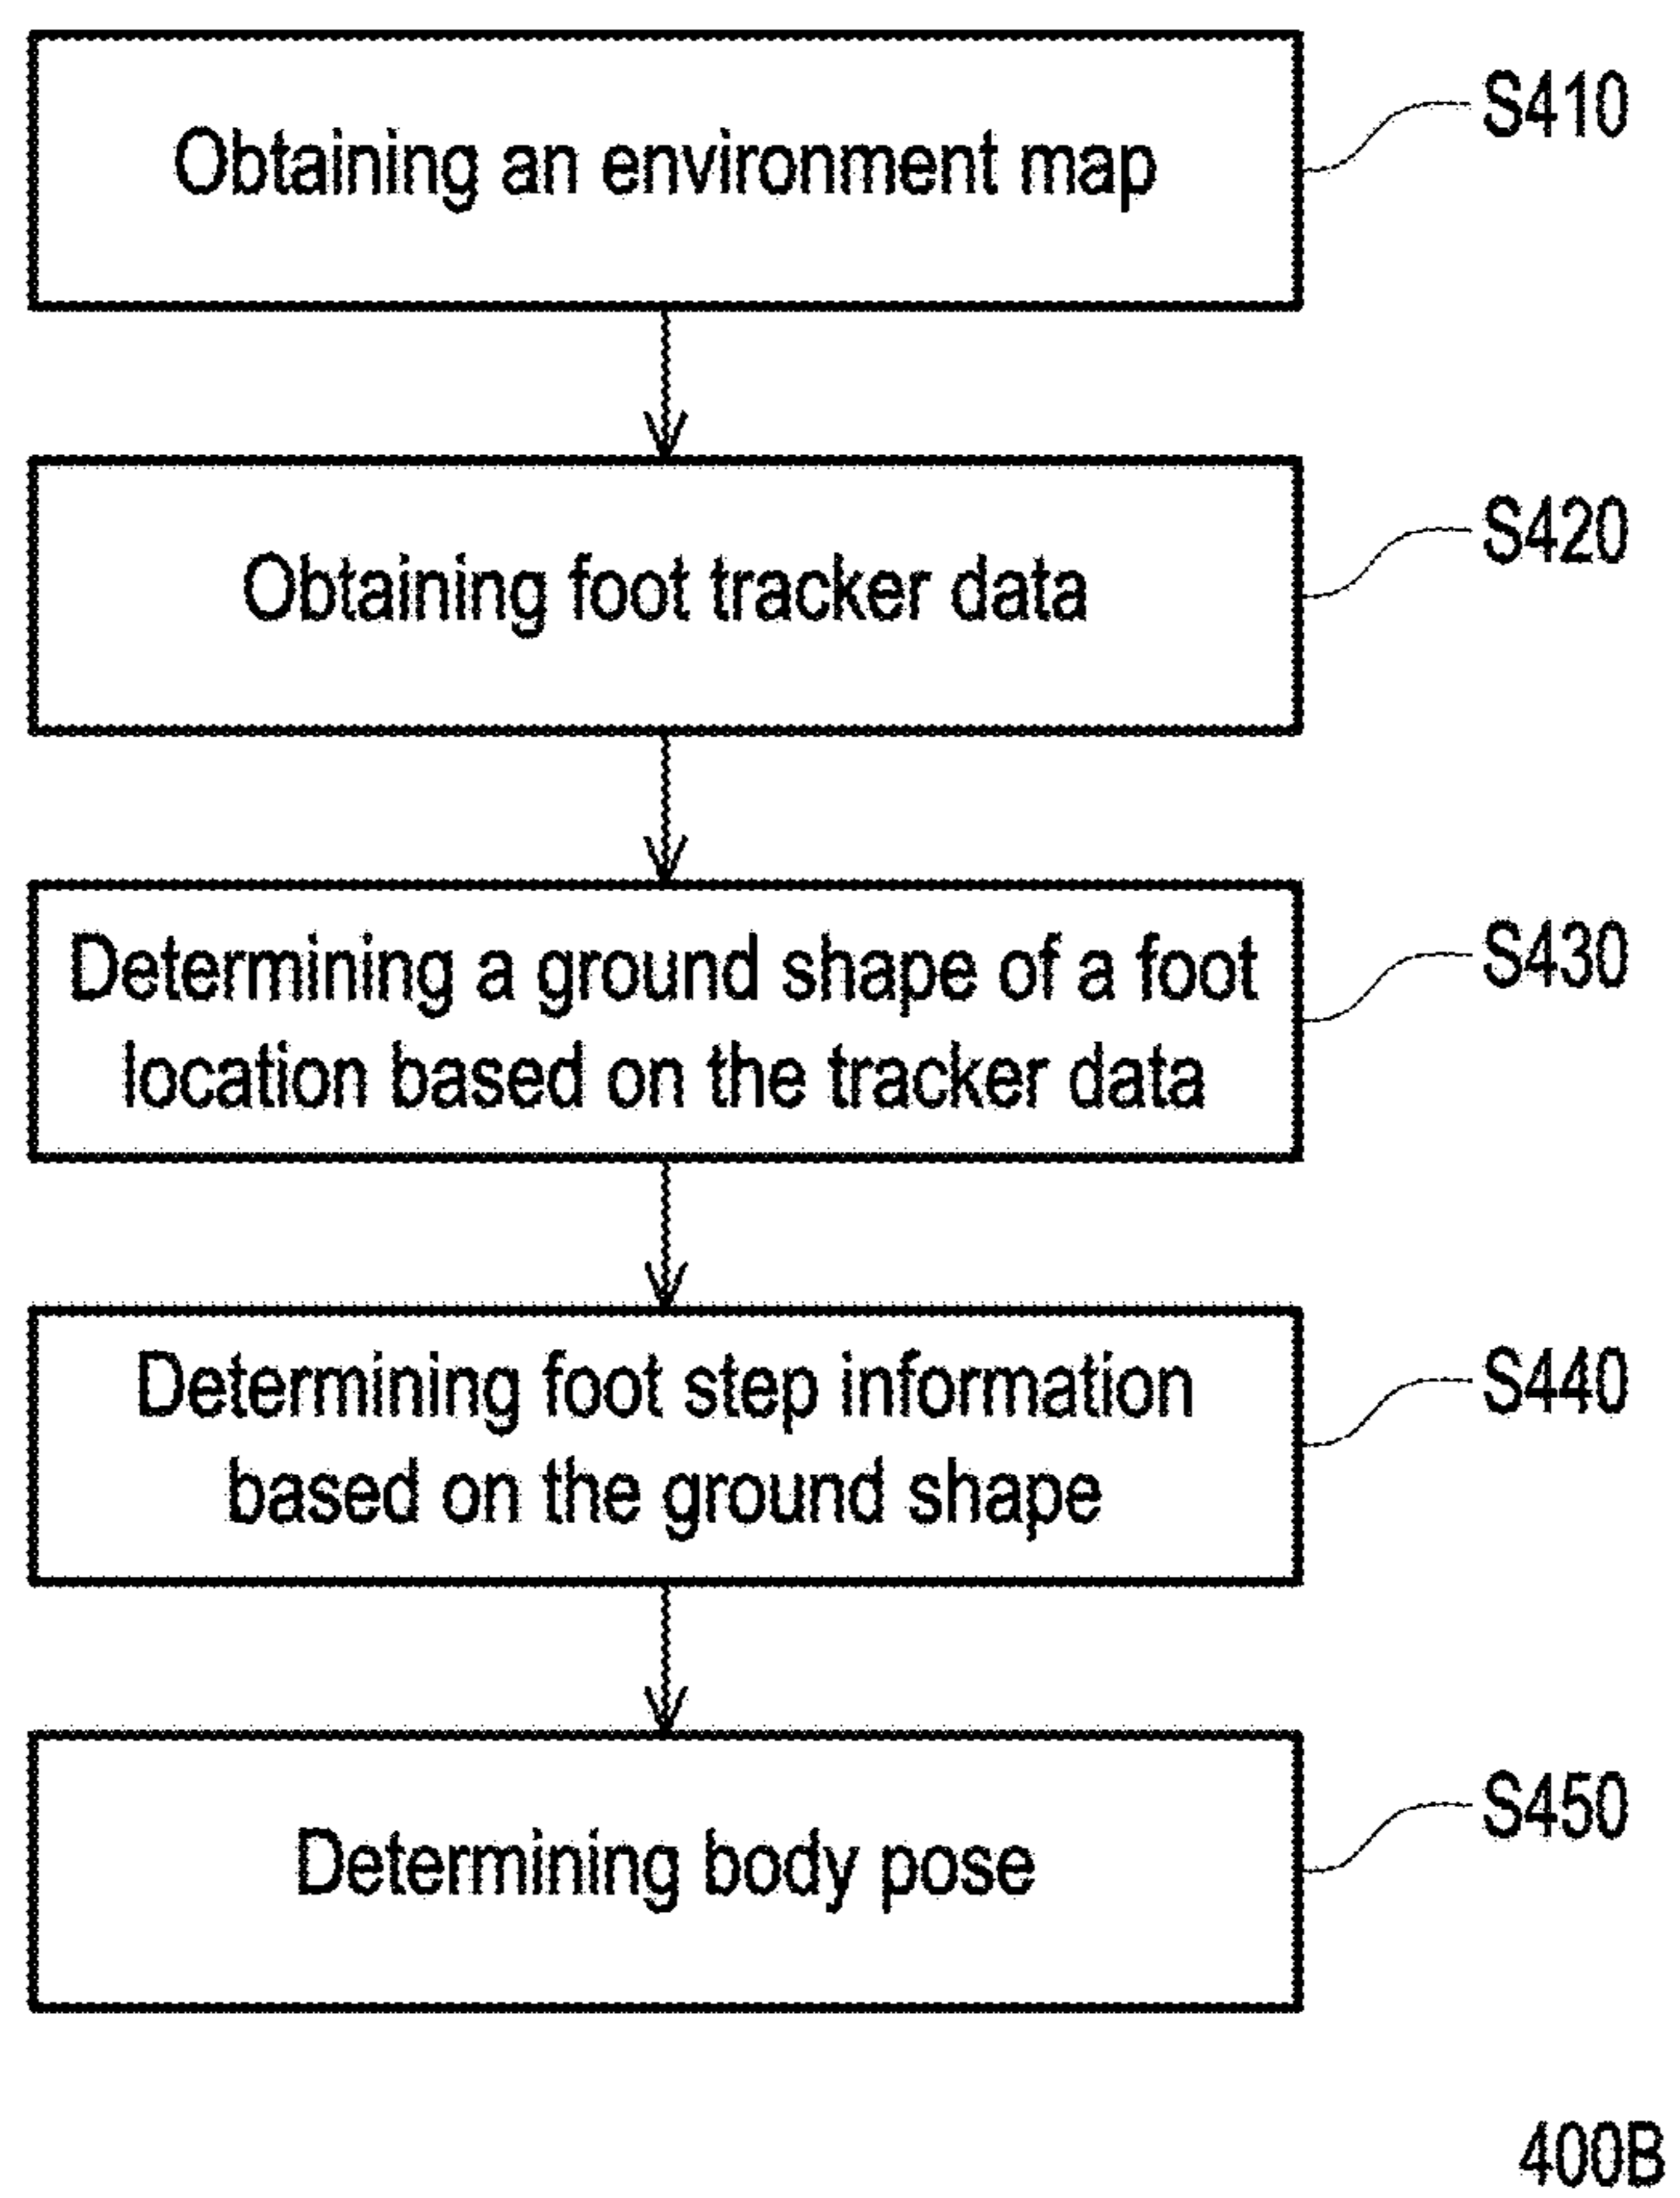 Obtaining an environment map
S410
Obtaining foot tracker data
S420
Determining a ground shape of a foot
location based on the tracker data
S430
Determining foot step information
based on the ground shape
S440
Determining body pose
S450
400B